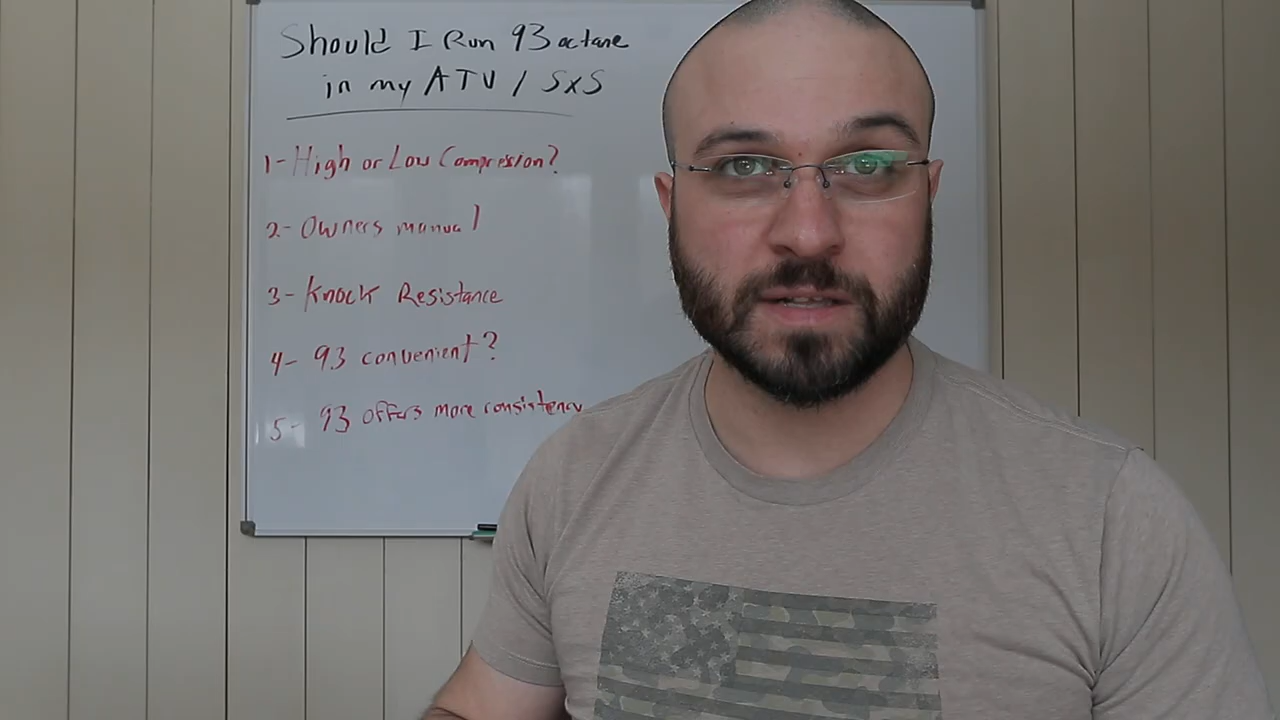 Should I Run 93 octane
in my ATV / SXS
1- High or Low Compression?
2- Owners manual
3- Knock Resistance
4- 93 convenient?
5- 93 offers more consistency